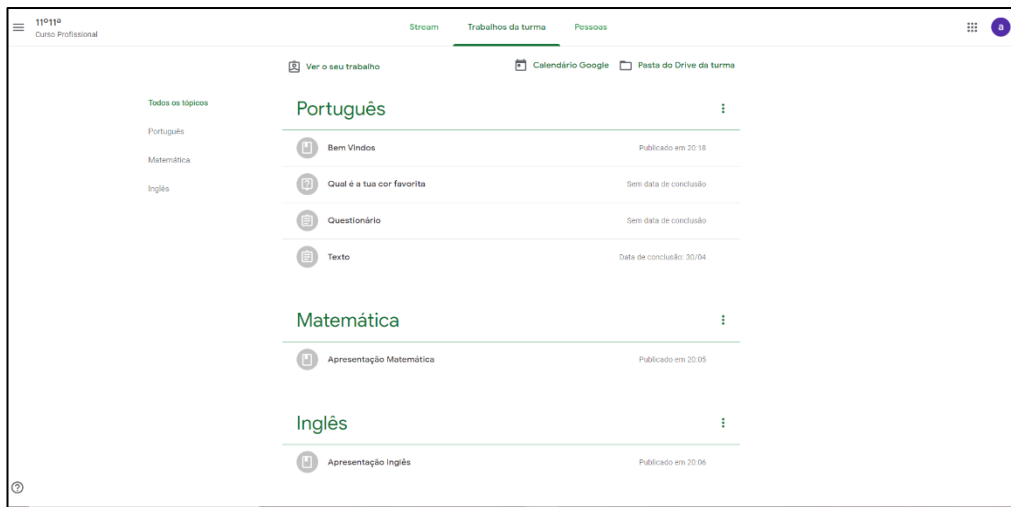 11º11ª
Curso Profissional
Stream Trabalhos da turma Pessoas
a
Ver o seu trabalho
Calendário Google Pasta do Drive da turma
Todos os tópicos
Português
Matemática
Inglês
Português
Bem Vindos Publicado em 20:18
Qual é a tua cor favorita Sem data de conclusão
Questionário Sem data de conclusão
Texto Data de conclusão: 30/04
Matemática
Apresentação Matemática Publicado em 20:05
Inglês
Apresentação Inglês Publicado em 20:06